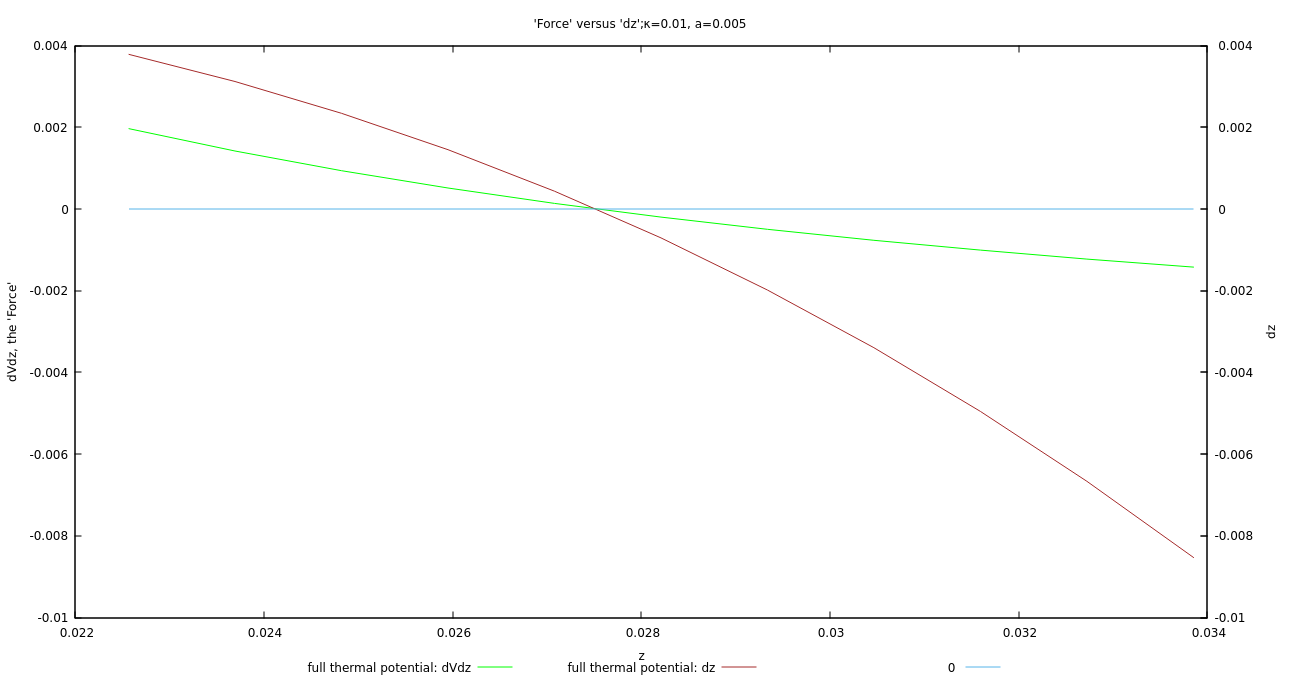 'Force' versus 'dz';κ=0.01, a=0.005
0.004
0.002
0
-0.002
-0.004
-0.006
-0.008
-0.01
dVdz, the 'Force'
0.004
0.002
0
-0.002
-0.004
-0.006
-0.008
-0.01
dz
0.022 0.024 0.026 0.028 0.03 0.032 0.034
z
full thermal potential: dVdz full thermal potential: dz 0